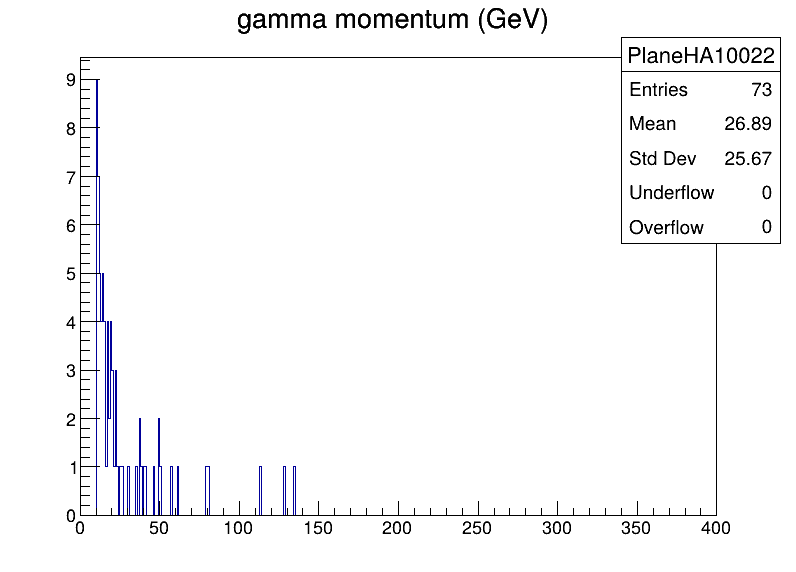 gamma momentum (GeV)
PlaneHA10022
Entries 73
Mean 26.89
Std Dev 25.67
Underflow 0
Overflow 0
9
8
7
6
5
4
3
2
1
0
0 50 100 150 200 250 300 350 400